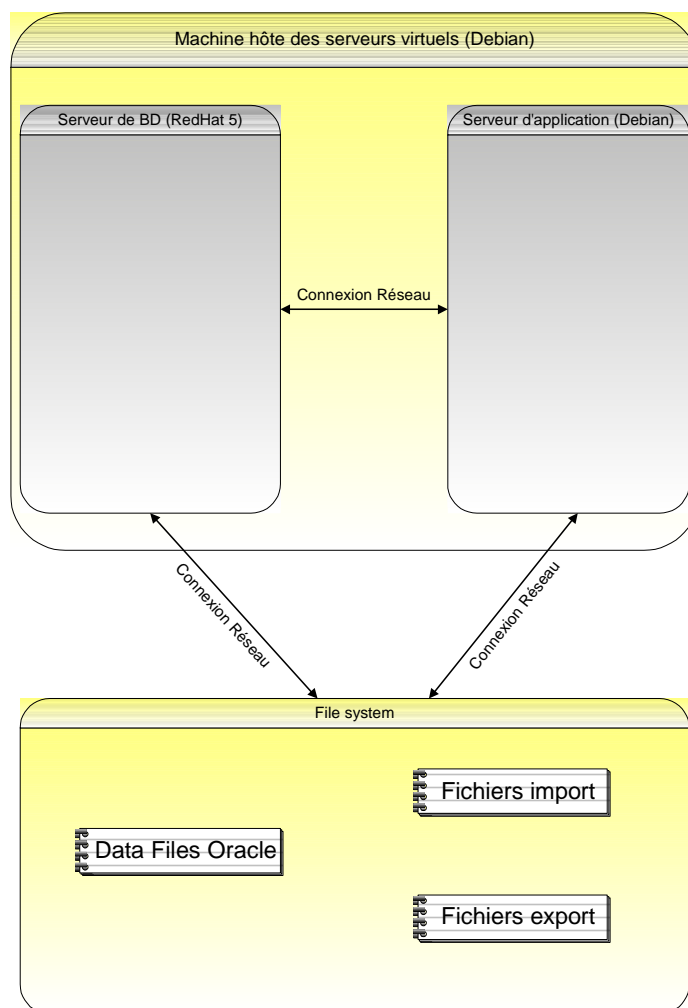 Machine hôte des serveurs virtuels (Debian)
Serveur de BD (RedHat 5)
Serveur d'application (Debian)
Connexion Réseau
Connexion Réseau
Connexion Réseau
File system
Fichiers import
Data Files Oracle
Fichiers export